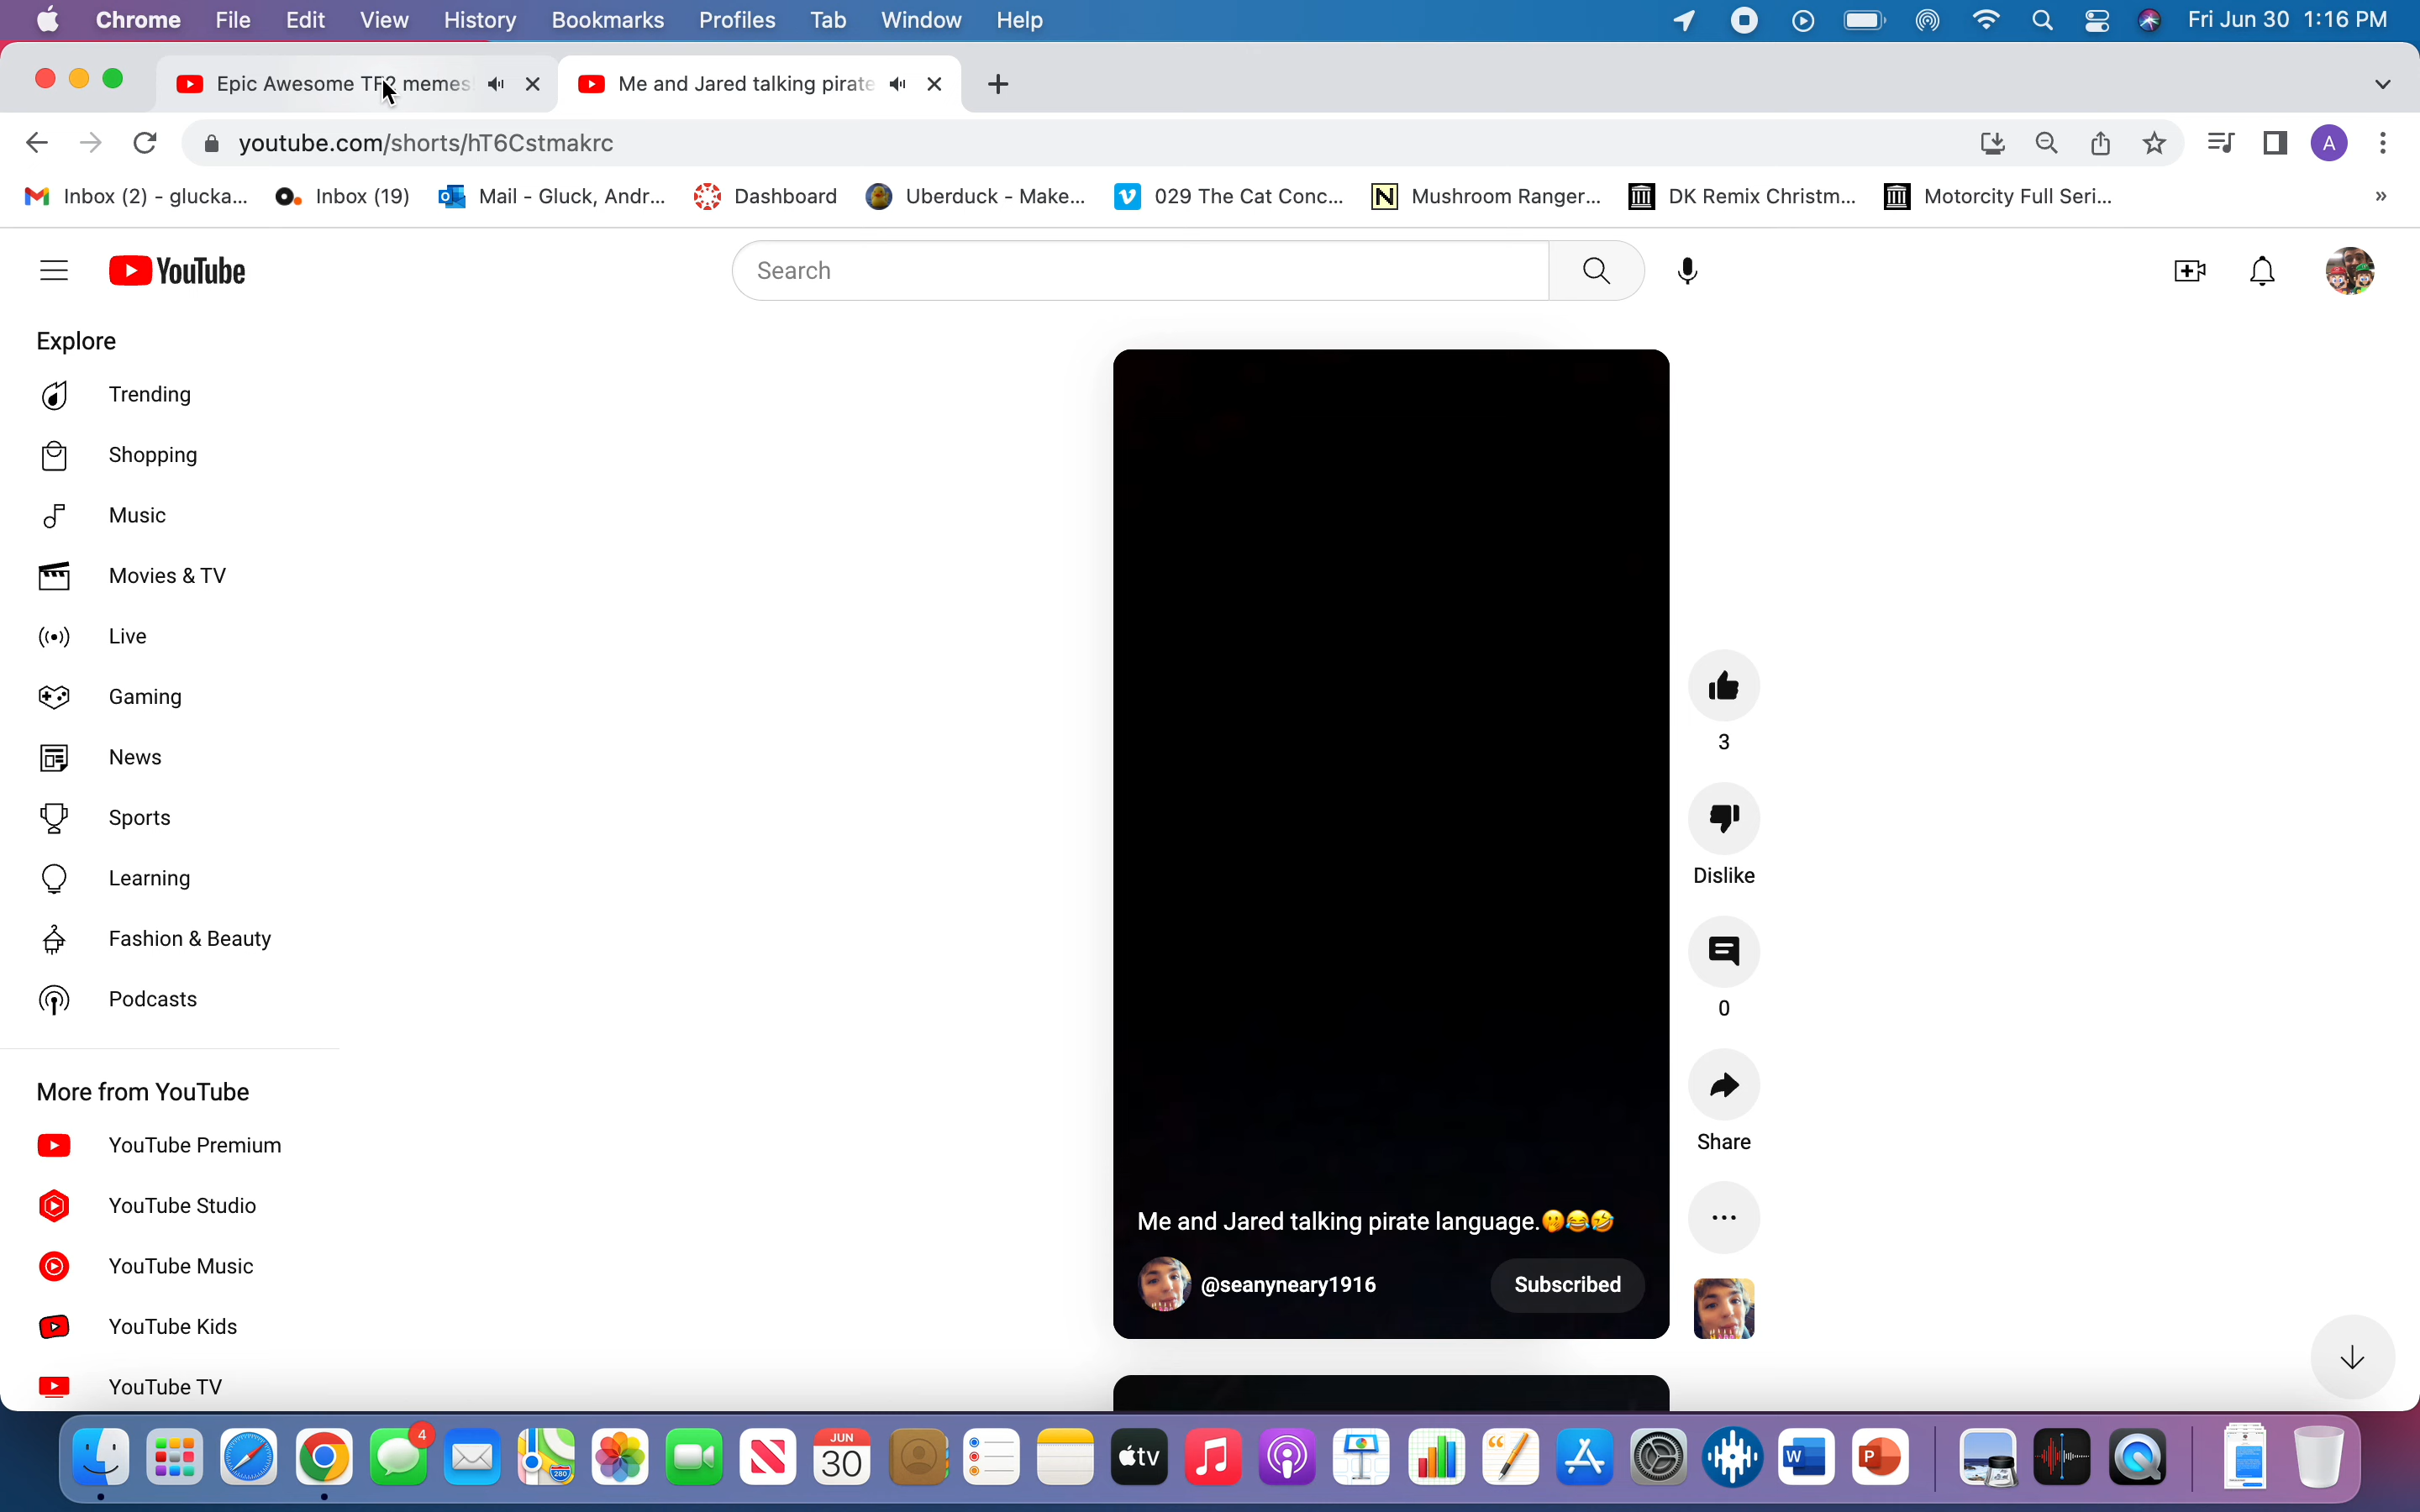 Chrome File Edit View History Bookmarks Profiles Tab Window Help Fri Jun 30 1:16 PM
Epic Awesome TF2 memes Me and Jared talking pirate
youtube.com/shorts/hT6Cstmakrc A
Inbox (2) - glucka... Inbox (19) Mail - Gluck, Andr... Dashboard Uberduck - Make... 029 The Cat Conc... N Mushroom Ranger... DK Remix Christm... Motorcity Full Seri... »
YouTube Search
Explore
Trending
Shopping
Music
Movies & TV
Live
Gaming
News
Sports
Learning
Fashion & Beauty
Podcasts
More from YouTube
YouTube Premium
YouTube Studio
YouTube Music
YouTube Kids
YouTube TV
3
Dislike
0
Share
Me and Jared talking pirate language.🤭😂🤣
@seanyneary1916 Subscribed
4
280
JUN
30
tv
W
P